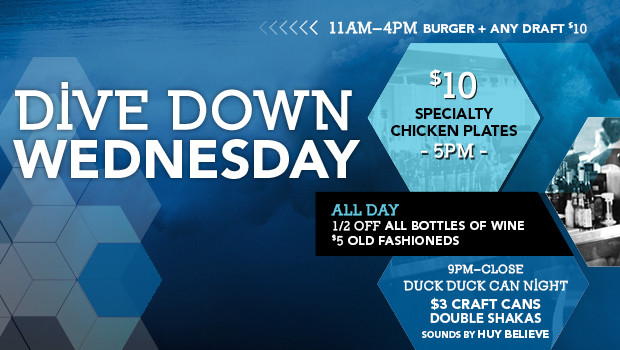 11AM–4PM BURGER + ANY DRAFT $10
DiVE DOWN
WEDNESDAY
$10
SPECIALTY
CHICKEN PLATES
- 5PM -
ALL DAY
1/2 OFF ALL BOTTLES OF WINE
$5 OLD FASHIONEDS
9PM–CLOSE
DUCK DUCK CAN NiGHT
$3 CRAFT CANS
DOUBLE SHAKAS
SOUNDS BY HUY BELIEVE